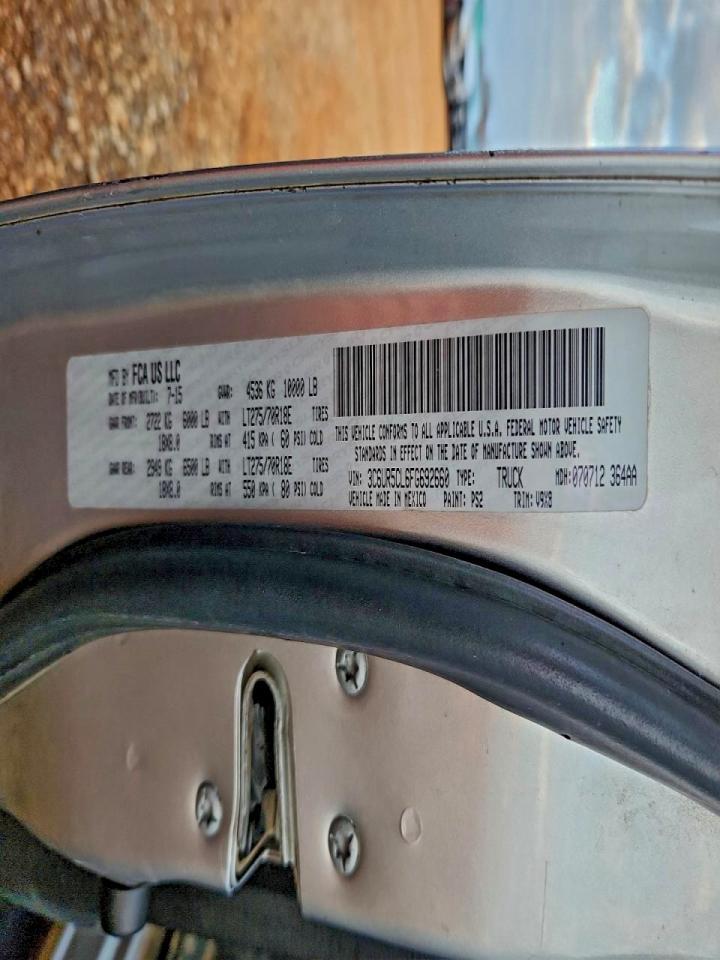 MFD BY FCA US LLC
DATE OF MFR(BUILT): 7-15 GVWR: 4536 KG 10000 LB
GAWR FRONT: 2722 KG 6000 LB WITH LT275/70R18E TIRES
18X8.0 RIMS AT 415 KPA ( 60 PSI) COLD
GAWR REAR: 2949 KG 6500 LB WITH LT275/70R18E TIRES
18X8.0 RIMS AT 550 KPA ( 80 PSI) COLD
THIS VEHICLE CONFORMS TO ALL APPLICABLE U.S.A. FEDERAL MOTOR VEHICLE SAFETY
STANDARDS IN EFFECT ON THE DATE OF MANUFACTURE SHOWN ABOVE.
VIN: 3C6UR5CL6FG692660 TYPE: TRUCK MDH: 070712 364AA
VEHICLE MADE IN MEXICO PAINT: PS2 TRIM: V9X8